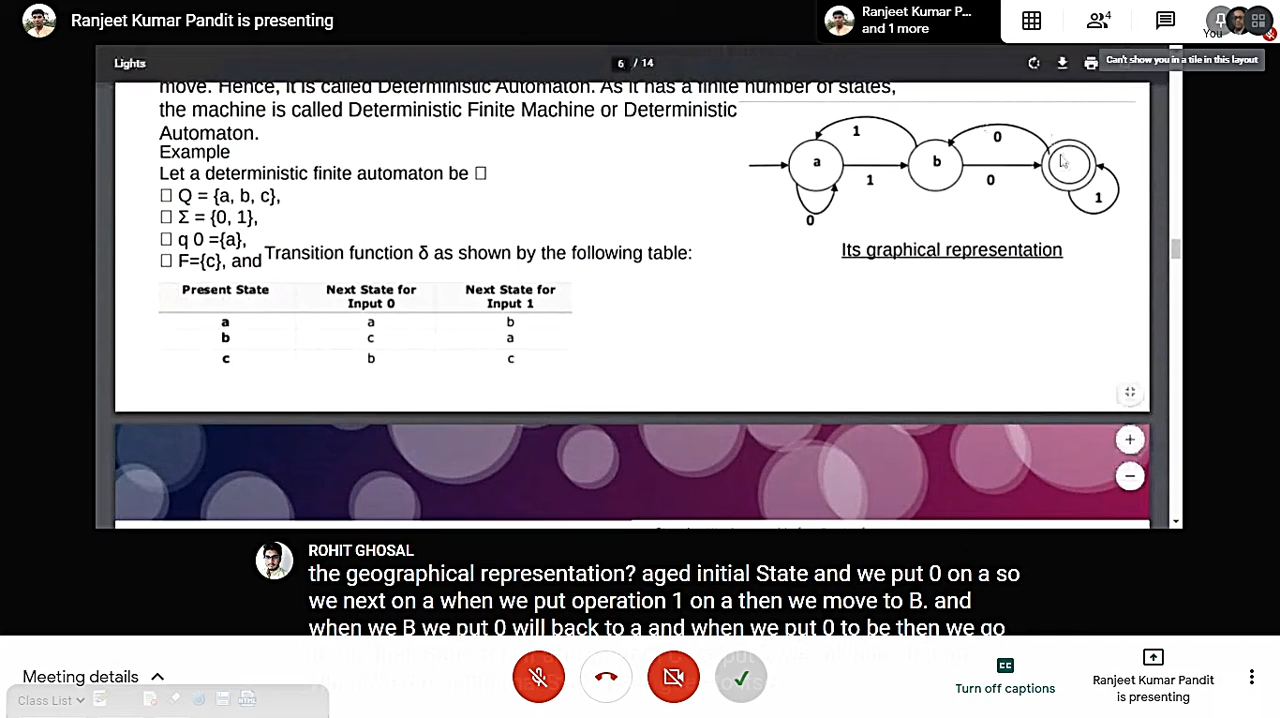 Ranjeet Kumar Pandit is presenting
Ranjeet Kumar P...
and 1 more
4
You
Can't show you in a tile in this layout
Lights
6 / 14
move. Hence, it is called Deterministic Automaton. As it has a finite number of states,
the machine is called Deterministic Finite Machine or Deterministic
Automaton.
Example
Let a deterministic finite automaton be □
□ Q = {a, b, c},
□ Σ = {0, 1},
□ q 0 ={a},
□ F={c}, and Transition function δ as shown by the following table:
Present State Next State for Input 0 Next State for Input 1
a a b
b c a
c b c
1
0
a
b
1
0
0
1
Its graphical representation
ROHIT GHOSAL
the geographical representation? aged initial State and we put 0 on a so
we next on a when we put operation 1 on a then we move to B. and
when we B we put 0 will back to a and when we put 0 to be then we go
Meeting details
Class List
Turn off captions
Ranjeet Kumar Pandit
is presenting